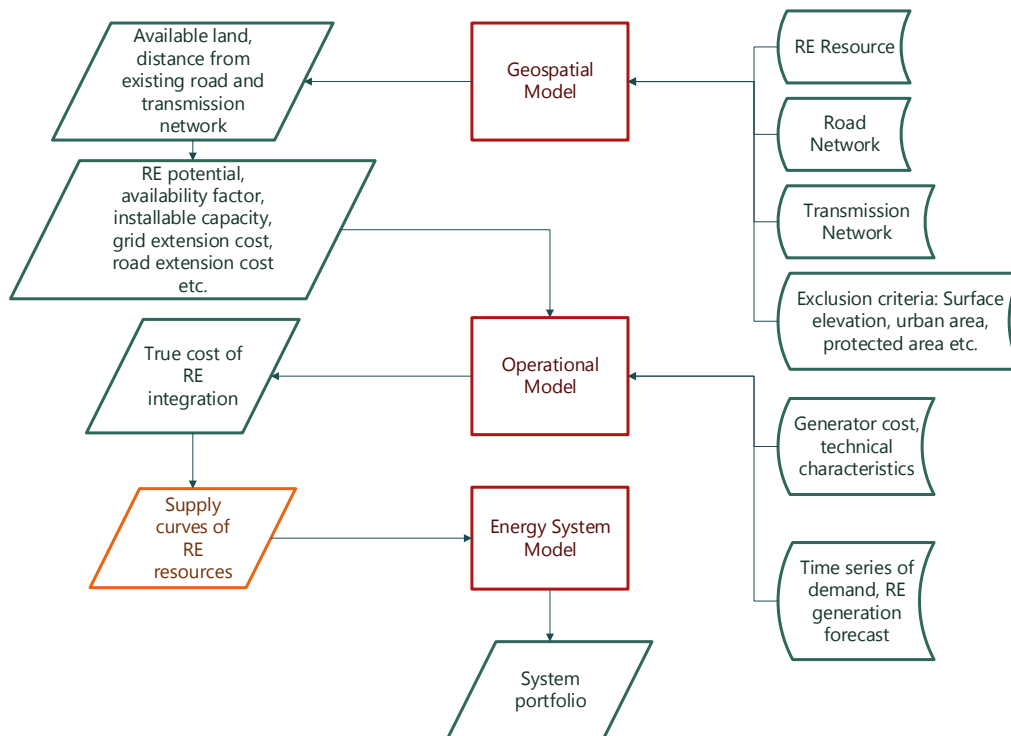 Available land,
distance from
existing road and
transmission
network
Geospatial
Model
RE Resource
Road
Network
Transmission
Network
Exclusion criteria: Surface
elevation, urban area,
protected area etc.
RE potential,
availability factor,
installable capacity,
grid extension cost,
road extension cost
etc.
True cost of
RE
integration
Operational
Model
Generator cost,
technical
characteristics
Time series of
demand, RE
generation
forecast
Supply
curves of
RE
resources
Energy System
Model
System
portfolio